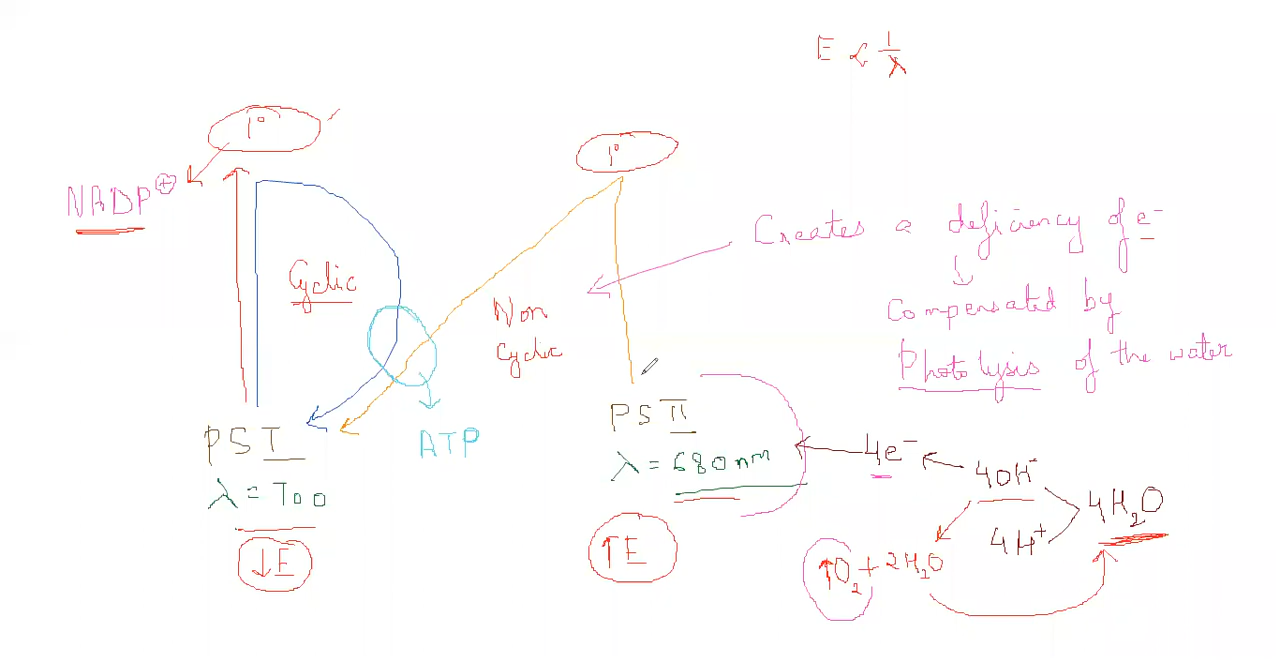 E ∝ 1/λ
1°
1°
NADP⊕
Creates a deficiency of e⁻
Cyclic
Non
Cyclic
Compensated by
Photolysis of the water
PS II
PS I
ATP
λ = 680 nm
4e⁻
4OH⁻
λ = 700
4H₂O
4H⁺
↓E
↑E
↑O₂ + 2H₂O